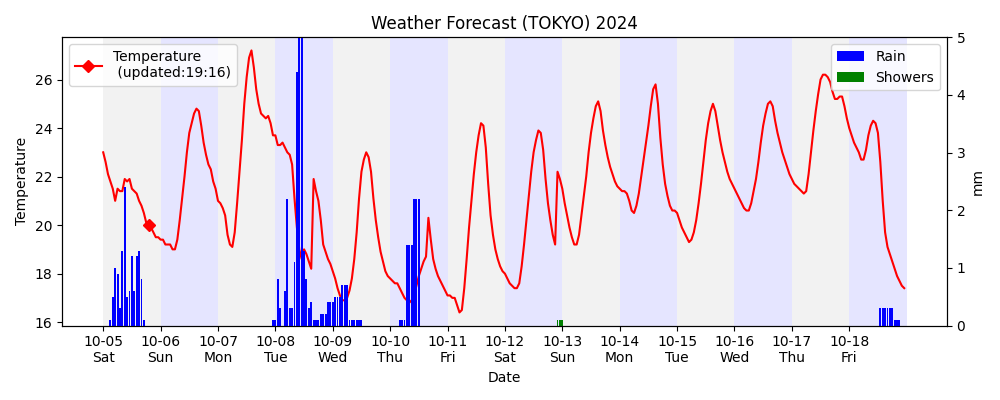 Weather Forecast (TOKYO) 2024
Temperature
(updated:19:16)
Rain
Showers
Temperature
26
24
22
20
18
16
5
4
3
2
1
0
mm
10-05 10-06 10-07 10-08 10-09 10-10 10-11 10-12 10-13 10-14 10-15 10-16 10-17 10-18
Sat Sun Mon Tue Wed Thu Fri Sat Sun Mon Tue Wed Thu Fri
Date